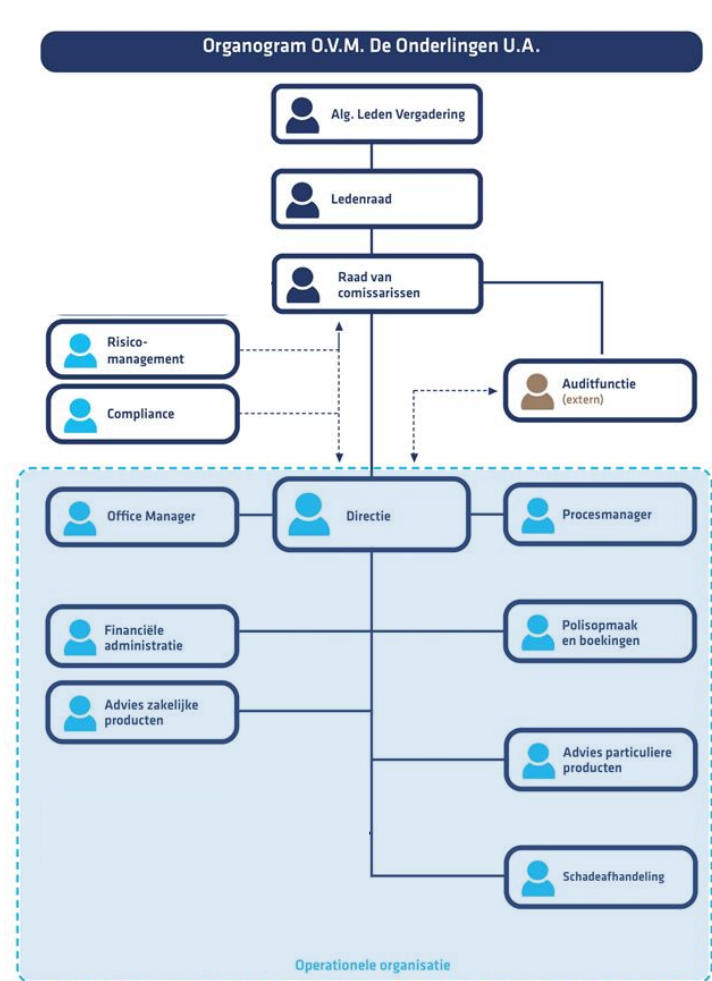 Organogram O.V.M. De Onderlingen U.A.
Alg. Leden Vergadering
Ledenraad
Raad van
comissarissen
Risico-
management
Compliance
Auditfunctie
(extern)
Office Manager
Directie
Procesmanager
Financiële
administratie
Polisopmaak
en boekingen
Advies zakelijke
producten
Advies particuliere
producten
Schadeafhandeling
Operationele organisatie